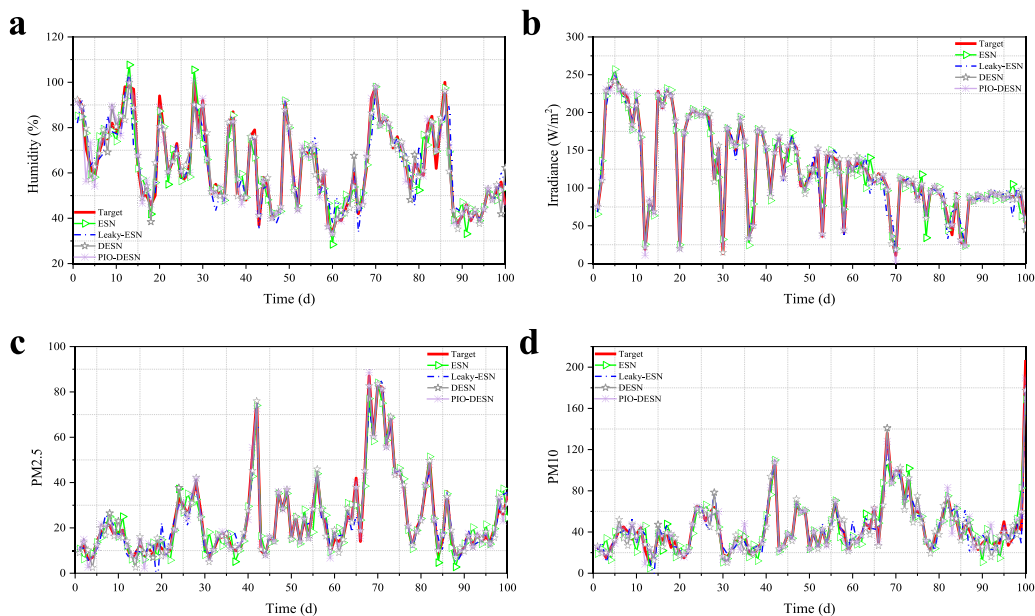 a
120
100
80
60
40
20
Humidity (%)
0
10
20
30
40
50
60
70
80
90
100
Time (d)
Target
ESN
Leaky-ESN
DESN
PIO-DESN
b
300
250
200
150
100
50
0
Irradiance (W/m²)
0
10
20
30
40
50
60
70
80
90
100
Time (d)
Target
ESN
Leaky-ESN
DESN
PIO-DESN
c
100
80
60
40
20
0
PM2.5
0
10
20
30
40
50
60
70
80
90
100
Time (d)
Target
ESN
Leaky-ESN
DESN
PIO-DESN
d
200
160
120
80
40
0
PM10
0
10
20
30
40
50
60
70
80
90
100
Time (d)
Target
ESN
Leaky-ESN
DESN
PIO-DESN